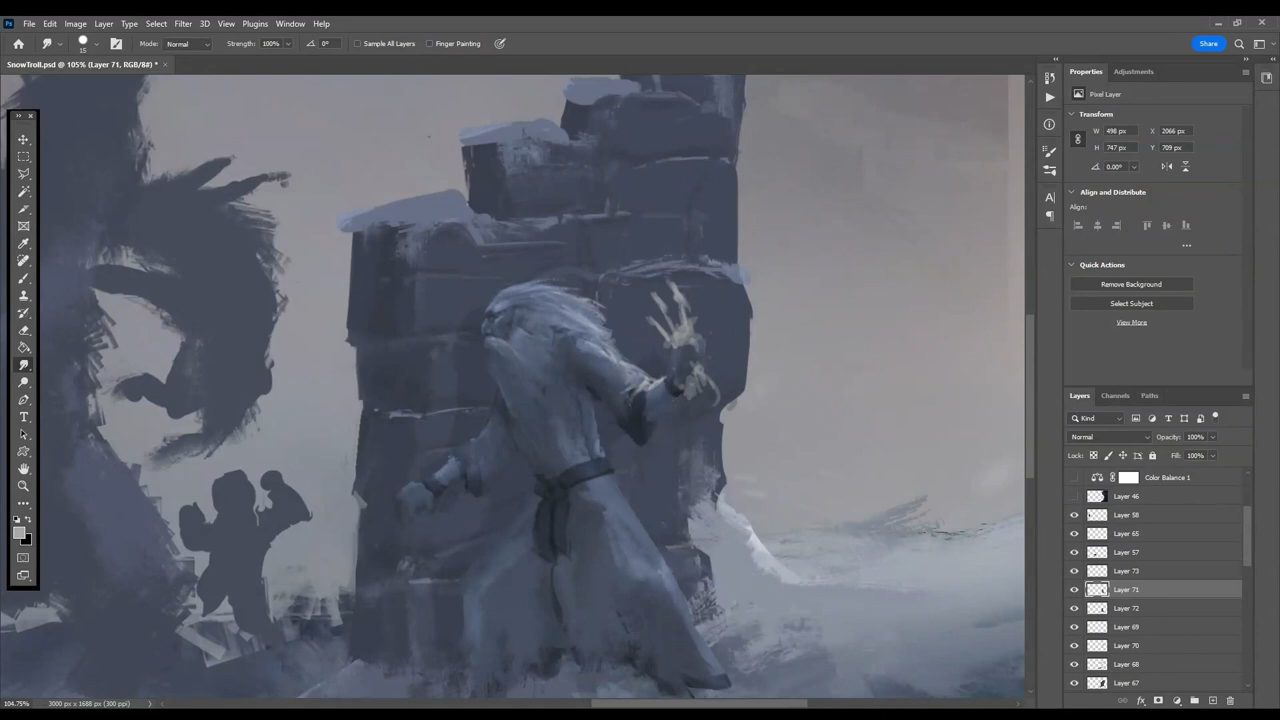 Ps File Edit Image Layer Type Select Filter 3D View Plugins Window Help
15 Mode: Normal Strength: 100% 0° Sample All Layers Finger Painting Share
SnowTroll.psd @ 105% (Layer 71, RGB/8#) * ×
Properties Adjustments
Pixel Layer
Transform
W 498 px X 2066 px
H 747 px Y 709 px
0.00°
Align and Distribute
Align:
Quick Actions
Remove Background
Select Subject
View More
Layers Channels Paths
Kind
Normal Opacity: 100%
Lock: Fill: 100%
Color Balance 1
Layer 46
Layer 58
Layer 65
Layer 57
Layer 73
Layer 71
Layer 72
Layer 69
Layer 70
Layer 68
Layer 67
104.75% 3000 px x 1688 px (300 ppi)